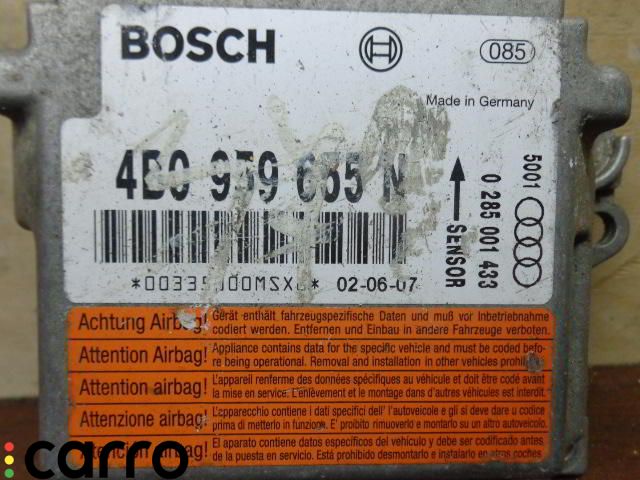 BOSCH
085
Made in Germany
4B0 959 655 N
5001
0 285 001 433
SENSOR
02-06-07
Achtung Airbag! Gerät enthält fahrzeugspezifische Daten und muß vor Inbetriebnahme
codiert werden. Entfernen und Einbau in andere Fahrzeuge verboten.
Attention Airbag! Appliance contains data for the specific vehicle and must be coded befo-
re being operational. Removal and installation in other vehicles
Attention airbag! L'appareil renferme des données spécifiques au véhicule et doit être codé avant
la mise en service. L'enlèvement et le montage dans d'autres véhicules est interdit.
Attenzione airbag! L'apparecchio contiene i dati specifici dell' l'autoveicolo e gli si deve dare u codice
prima di metterlo in funzione. E' proibito rimuoverlo e montarlo su un altro autoveicolo.
Airbag! El aparato contiene datos específicos del vehículo y debe ser codificado antes
de la puesta en servicio. Está prohibido desmontarlo e instalarlo en otros coches
carro